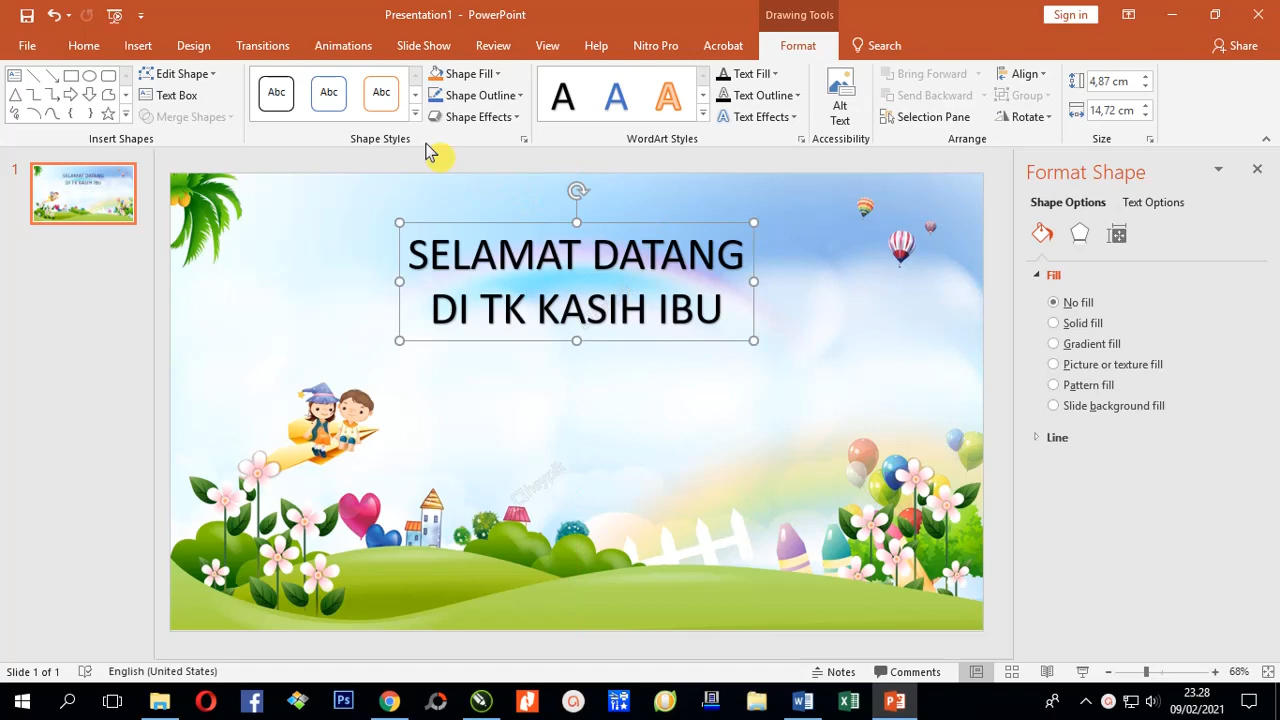 Presentation1 - PowerPoint
Drawing Tools
Sign in
File Home Insert Design Transitions Animations Slide Show Review View Help Nitro Pro Acrobat Format Search Share
Edit Shape
Text Box
Merge Shapes
Insert Shapes
Abc Abc Abc
Shape Fill
Shape Outline
Shape Effects
Shape Styles
A A A
Text Fill
Text Outline
Text Effects
WordArt Styles
Alt Text
Accessibility
Bring Forward
Send Backward
Selection Pane
Align
Group
Rotate
Arrange
4,87 cm
14,72 cm
Size
1
SELAMAT DATANG
DI TK KASIH IBU
Format Shape
Shape Options Text Options
Fill
No fill
Solid fill
Gradient fill
Picture or texture fill
Pattern fill
Slide background fill
Line
Slide 1 of 1 English (United States) Notes Comments 68%
23.28
09/02/2021